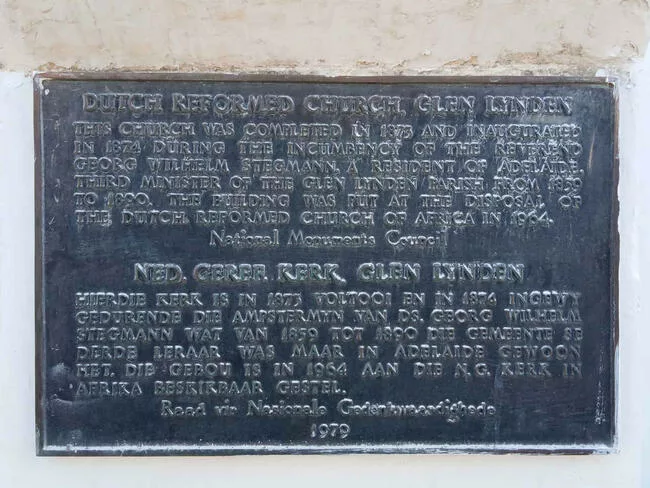 DUTCH REFORMED CHURCH, GLEN LYNDEN
THIS CHURCH WAS COMPLETED IN 1873 AND INAUGURATED
IN 1874 DURING THE INCUMBENCY OF THE REVEREND
GEORG WILHELM STEGMANN, A RESIDENT OF ADELAIDE,
THIRD MINISTER OF THE GLEN LYNDEN PARISH FROM 1859
TO 1890. THE BUILDING WAS PUT AT THE DISPOSAL OF
THE DUTCH REFORMED CHURCH OF AFRICA IN 1964.
National Monuments Council
NED. GEREF. KERK GLEN LYNDEN
HIERDIE KERK IS IN 1873 VOLTOOI EN IN 1874 INGEWY
GEDURENDE DIE AMPSTERMYN VAN DS. GEORG WILHELM
STEGMANN WAT VAN 1859 TOT 1890 DIE GEMEENTE SE
DERDE LERAAR WAS MAAR IN ADELAIDE GEWOON
HET. DIE GEBOU IS IN 1964 AAN DIE N.G. KERK IN
AFRIKA BESKIKBAAR GESTEL.
Raad vir Nasionale Gedenkwaardighede
1979